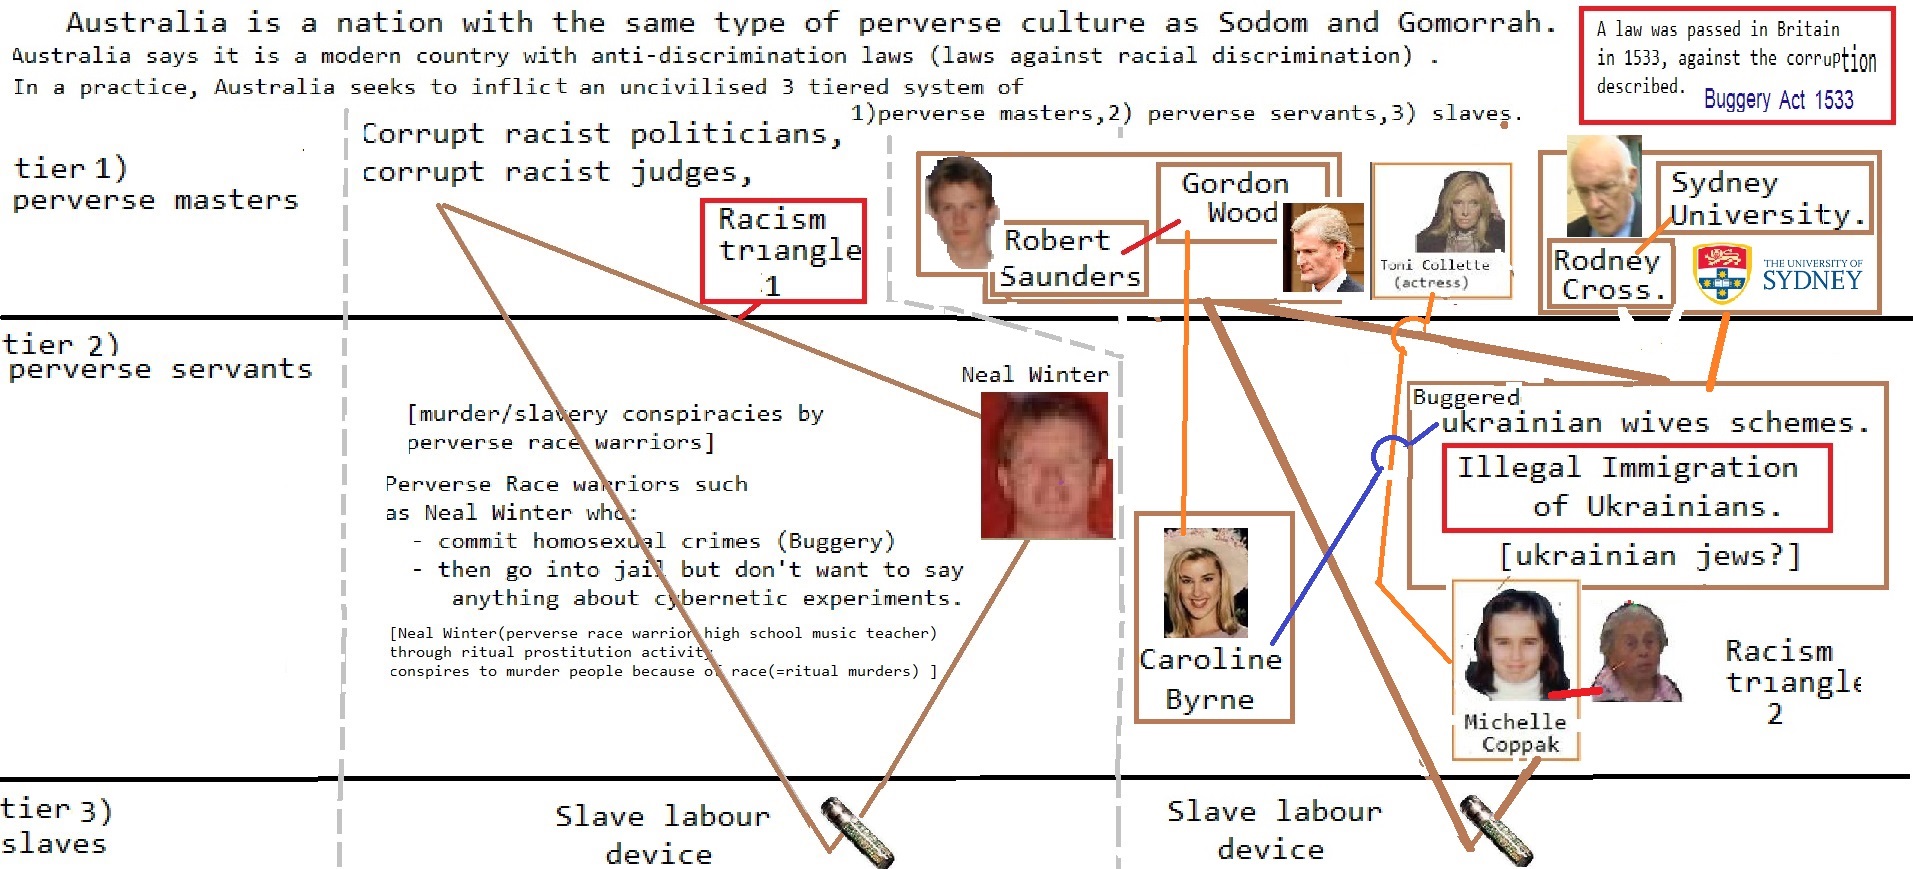 Australia is a nation with the same type of perverse culture as Sodom and Gomorrah.
Australia says it is a modern country with anti-discrimination laws (laws against racial discrimination) .
In a practice, Australia seeks to inflict an uncivilised 3 tiered system of
1)perverse masters,2) perverse servants,3) slaves.
A law was passed in Britain
in 1533, against the corruption
described.
Buggery Act 1533
tier 1)
perverse masters
Corrupt racist politicians,
corrupt racist judges,
Racism
triangle
1
Robert
Saunders
Gordon
Wood
Toni Collette
(actress)
Sydney
University.
Rodney
Cross.
THE UNIVERSITY OF
SYDNEY
tier 2)
perverse servants
Neal Winter
[murder/slavery conspiracies by
perverse race warriors]
Perverse Race warriors such
as Neal Winter who:
- commit homosexual crimes (Buggery)
- then go into jail but don't want to say
anything about cybernetic experiments.
[Neal Winter(perverse race warrior high school music teacher)
through ritual prostitution activity
conspires to murder people because of race(=ritual murders) ]
Caroline
Byrne
Buggered
ukrainian wives schemes.
Illegal Immigration
of Ukrainians.
[ukrainian jews?]
Michelle
Coppak
Racism
triangle
2
tier 3)
slaves
Slave labour
device
Slave labour
device